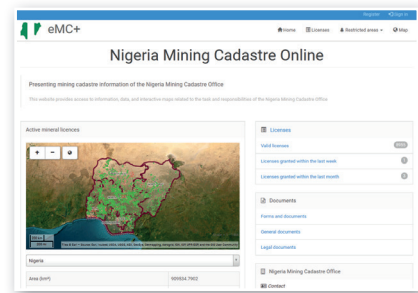 Register Sign in
eMC+
Home Licenses Restricted areas Map
Nigeria Mining Cadastre Online
Presenting mining cadastre information of the Nigeria Mining Cadastre Office
This website provides access to information, data, and interactive maps related to the task and responsibilities of the Nigeria Mining Cadastre Office
Active mineral licences
+ −
Nigeria
Area (km²) 909654.7902
Licenses
Valid licenses
Licenses granted within the last week
Licenses granted within the last month
Documents
Forms and documents
General documents
Legal documents
Nigeria Mining Cadastre Office
Contact